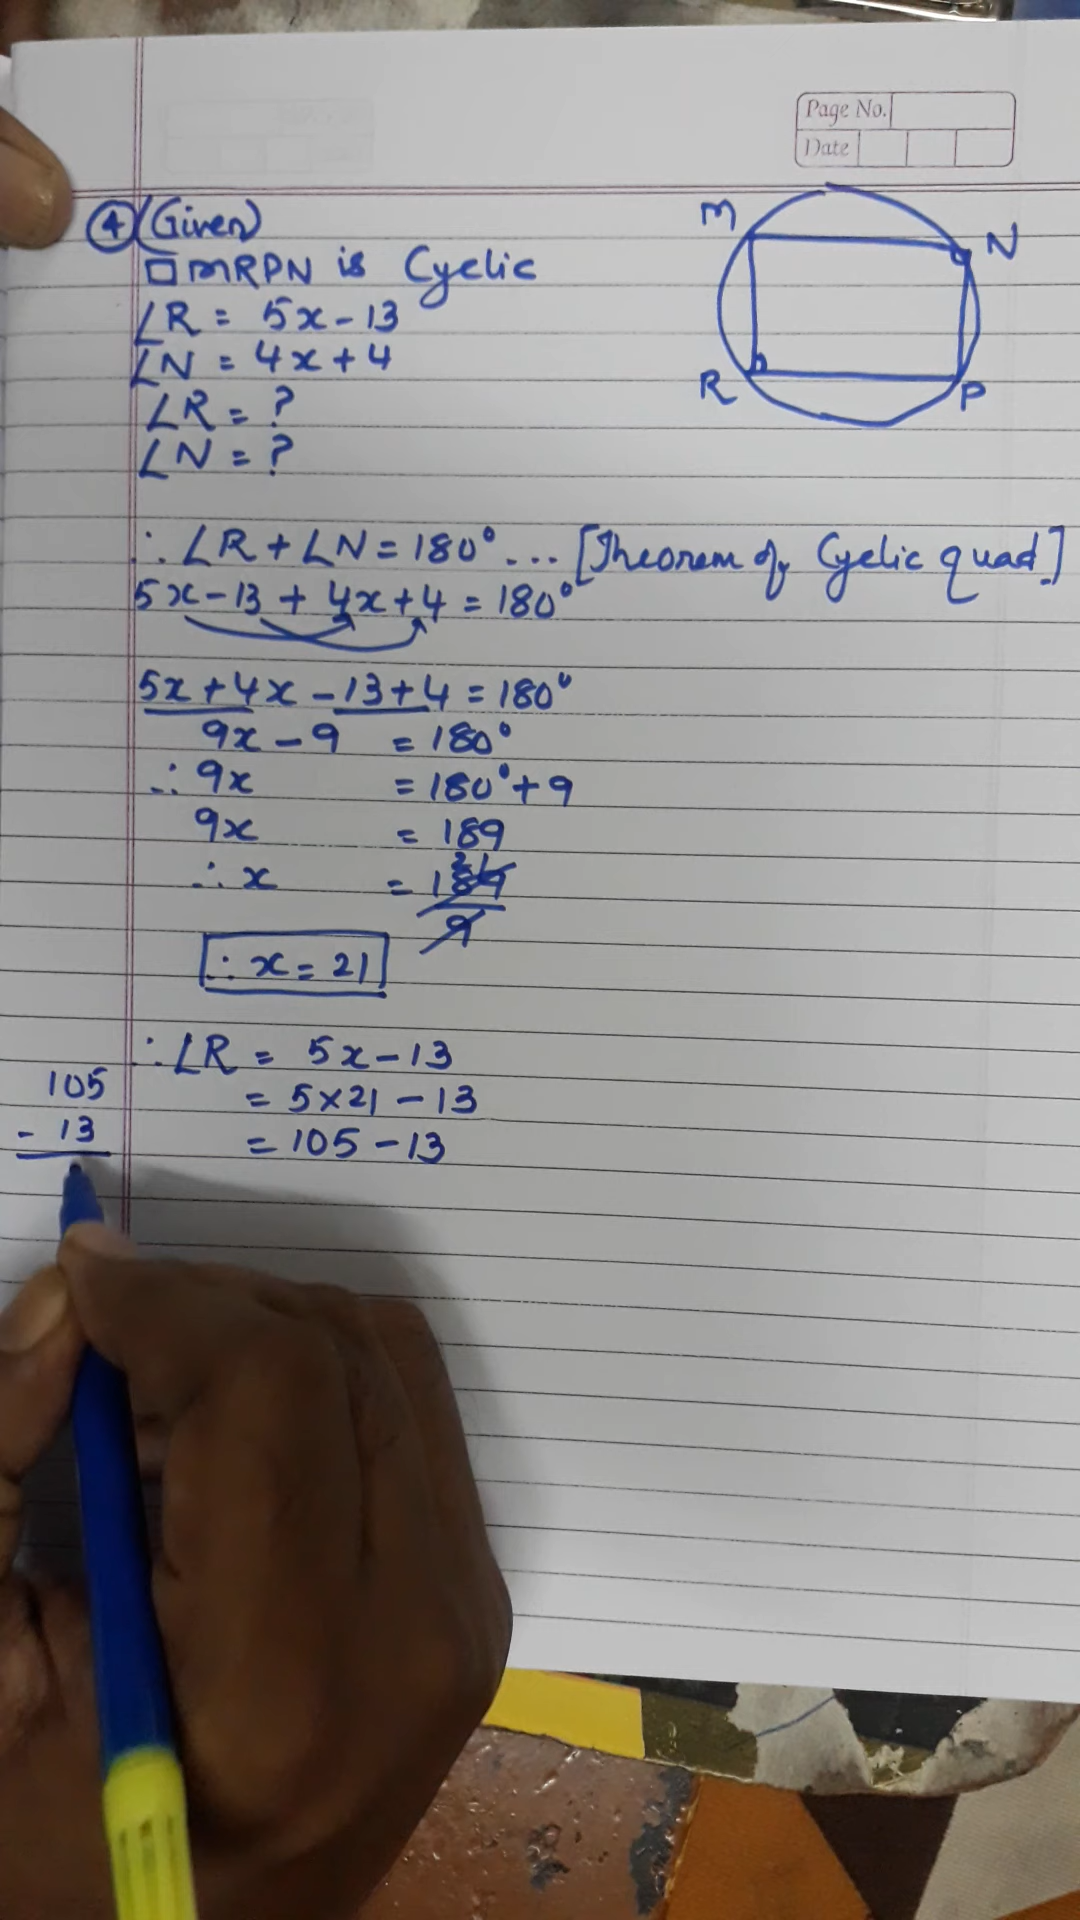 Page No.
Date
④ (Given)
□MRPN is Cyclic
∠R = 5x - 13
∠N = 4x + 4
∠R = ?
∠N = ?
M
N
R
P
∴ ∠R + ∠N = 180° ... [Theorem of Cyclic quad.]
5x - 13 + 4x + 4 = 180°
5x + 4x - 13 + 4 = 180°
9x - 9 = 180°
∴ 9x = 180° + 9
9x = 189
∴ x = 189/9
21
∴ x = 21
∴ ∠R = 5x - 13
= 5×21 - 13
= 105 - 13
105
- 13